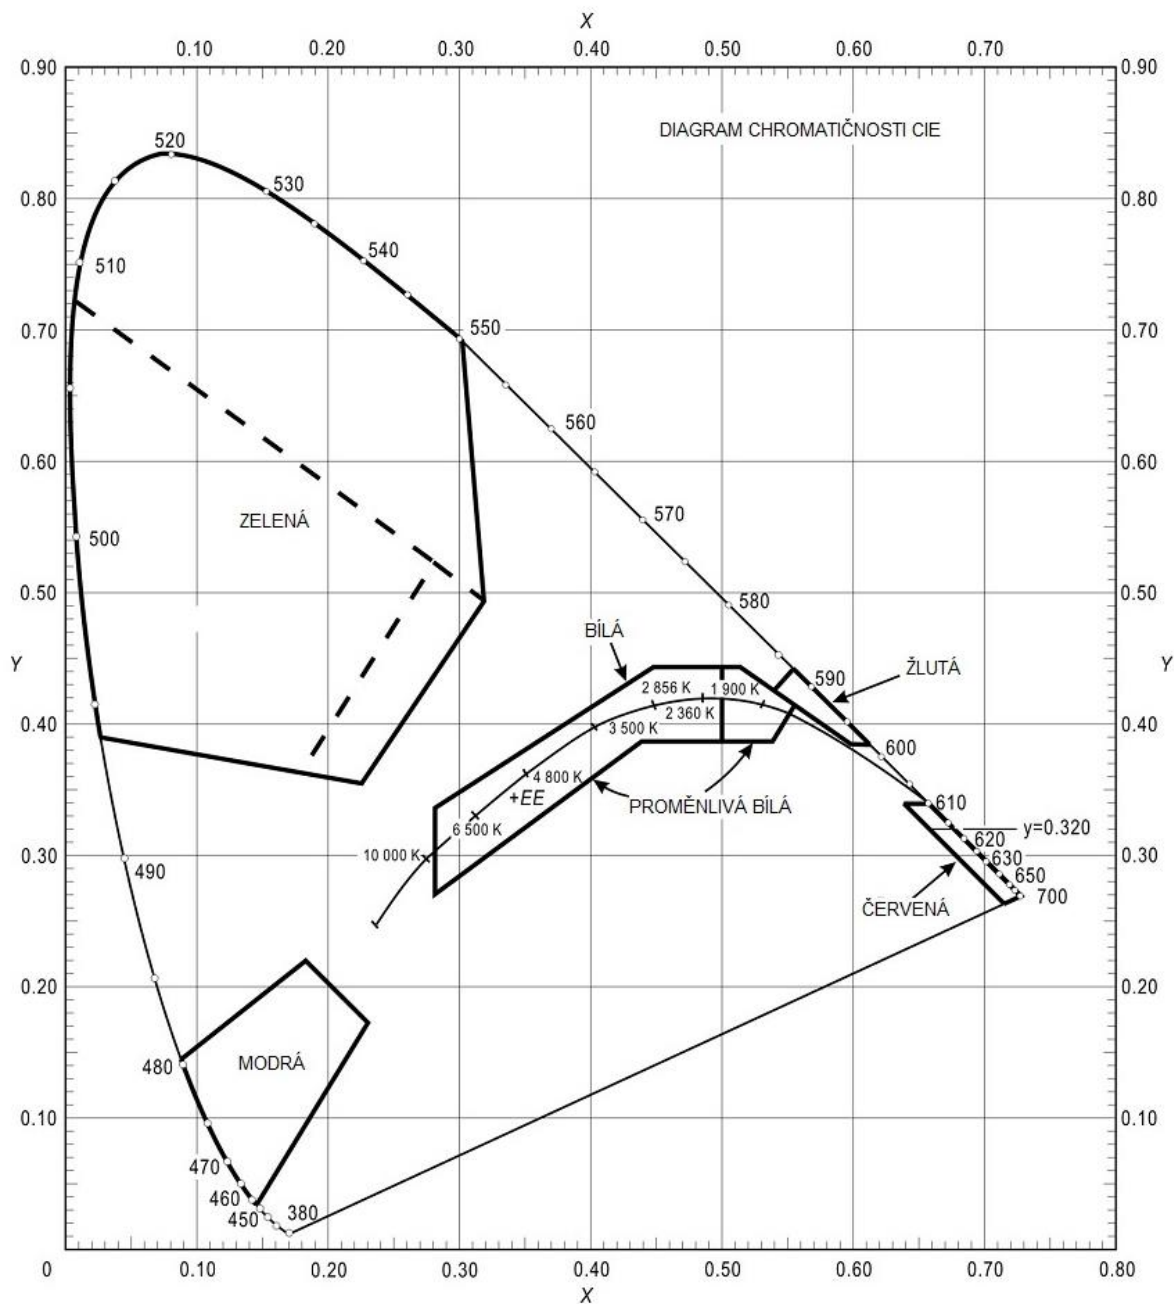 X
0.10 0.20 0.30 0.40 0.50 0.60 0.70
0.90 0.90
DIAGRAM CHROMATIČNOSTI CIE
520
530
0.80 0.80
540
510
550
0.70 0.70
560
0.60 0.60
570
ZELENÁ
500
580
0.50 0.50
BÍLÁ
Y Y
590
ŽLUTÁ
2 856 K 1 900 K
2 360 K
0.40 0.40
3 500 K
600
4 800 K
+EE
PROMĚNLIVÁ BÍLÁ
610
6 500 K
y=0.320
620
10 000 K
0.30 0.30
630
490
650
700
ČERVENÁ
0.20 0.20
480
MODRÁ
0.10 0.10
470
460
450
380
0 0.10 0.20 0.30 0.40 0.50 0.60 0.70 0.80
X